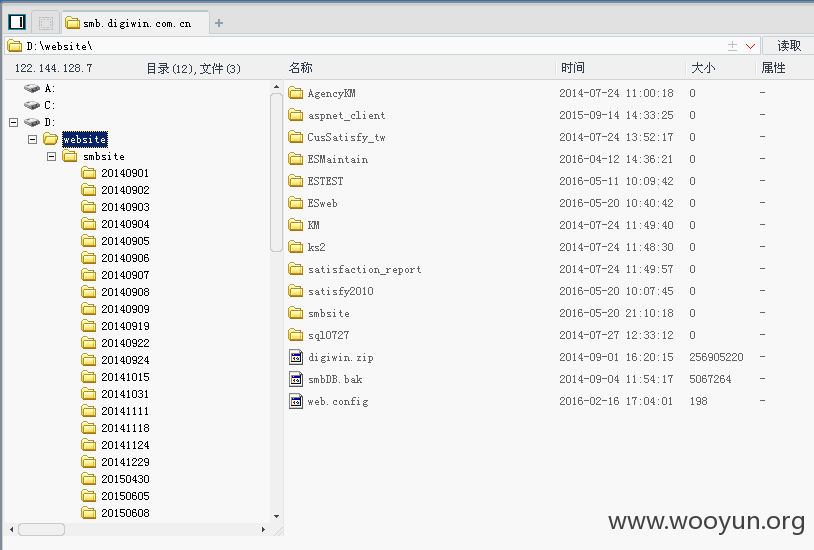 smb.digiwin.com.cn
D:\website\ 读取
122.144.128.7 目录(12),文件(3) 名称 时间 大小 属性
A:
C:
D:
website
smbsite
20140901
20140902
20140903
20140904
20140905
20140906
20140907
20140908
20140909
20140919
20140922
20140924
20141015
20141031
20141111
20141118
20141124
20141229
20150430
20150605
20150608
AgencyKM 2014-07-24 11:00:18 0 -
aspnet_client 2015-09-14 14:33:25 0 -
CusSatisfy_tw 2014-07-24 13:52:17 0 -
ESMaintain 2016-04-12 14:36:21 0 -
ESTEST 2016-05-11 10:09:42 0 -
ESweb 2016-05-20 10:40:42 0 -
KM 2014-07-24 11:49:40 0 -
ks2 2014-07-24 11:48:30 0 -
satisfaction_report 2014-07-24 11:49:57 0 -
satisfy2010 2016-05-20 10:07:45 0 -
smbsite 2016-05-20 21:10:18 0 -
sql0727 2014-07-27 12:33:12 0 -
digiwin.zip 2014-09-01 16:20:15 256905220 -
smbDB.bak 2014-09-04 11:54:17 5067264 -
web.config 2016-02-16 17:04:01 198 -
www.wooyun.org